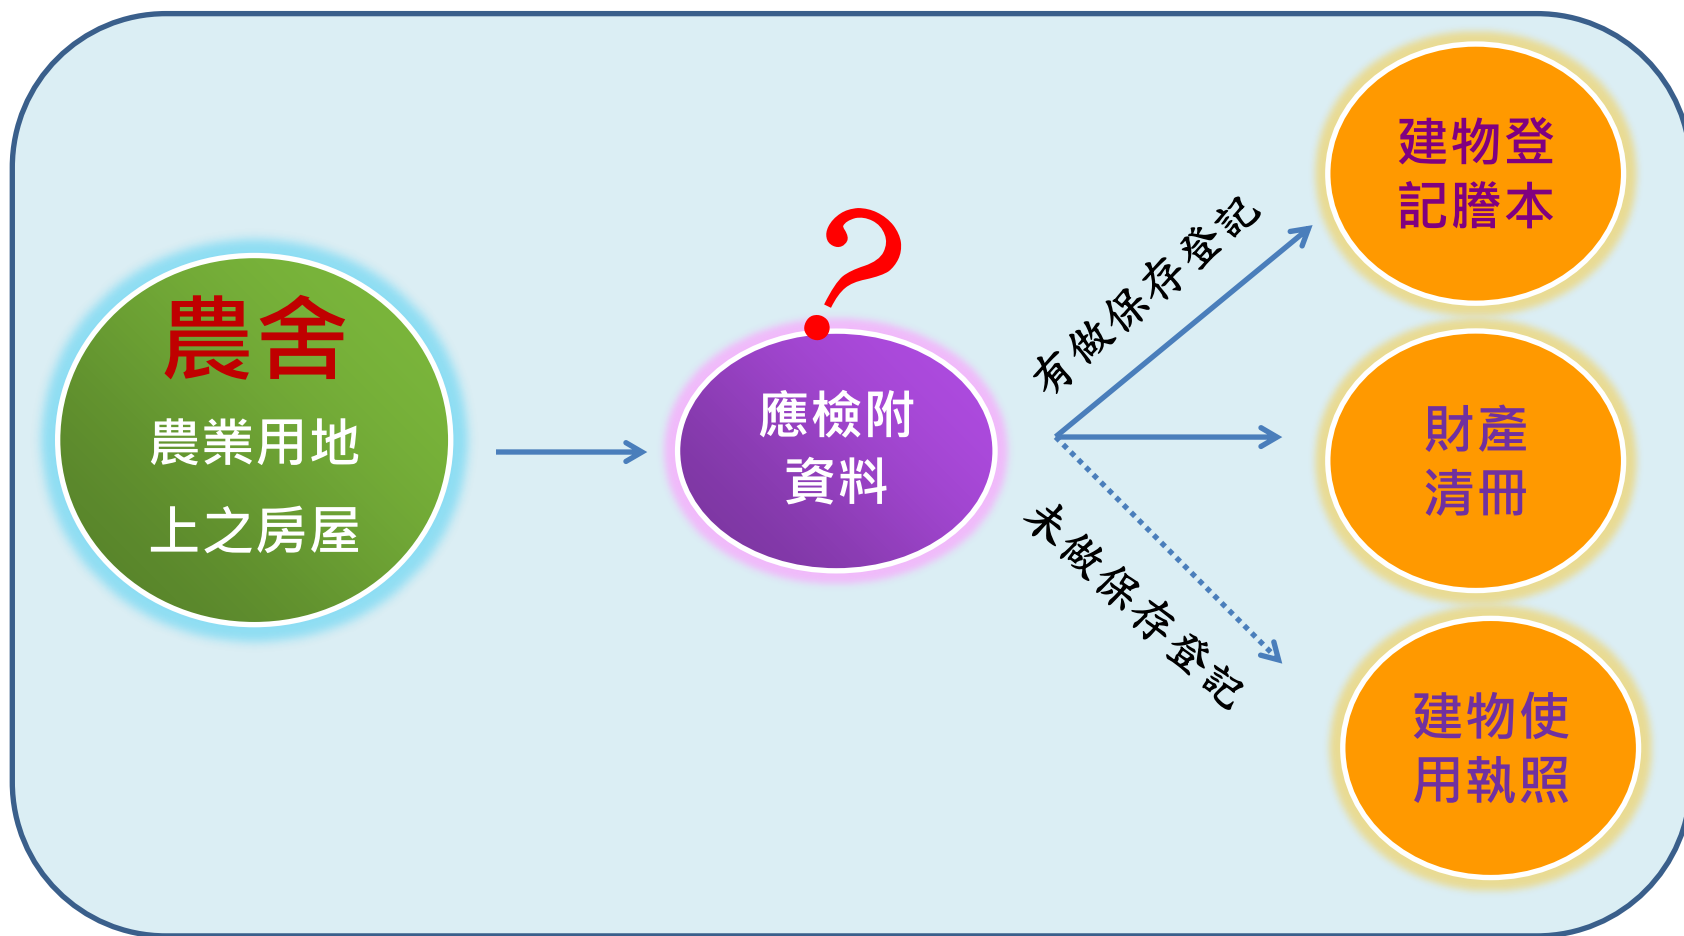 農舍
農業用地
上之房屋
？
應檢附
資料
有做保存登記
未做保存登記
建物登
記謄本
財產
清冊
建物使
用執照